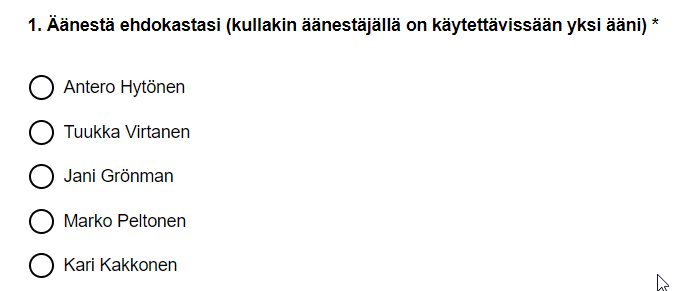 1. Äänestä ehdokastasi (kullakin äänestäjällä on käytettävissään yksi ääni) *
Antero Hytönen
Tuukka Virtanen
Jani Grönman
Marko Peltonen
Kari Kakkonen